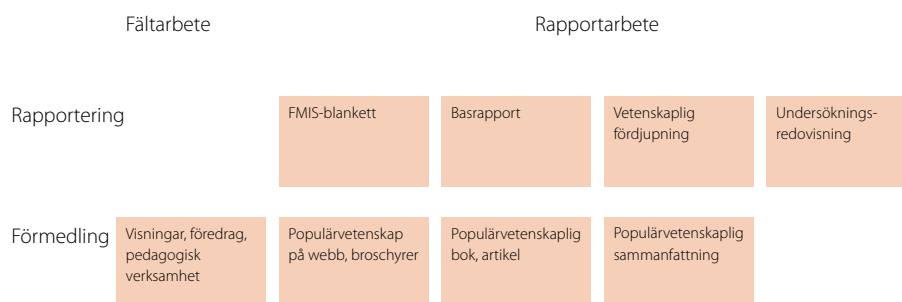 Fältarbete
Rapportarbete
Rapportering
FMIS-blankett
Basrapport
Vetenskaplig
fördjupning
Undersöknings-
redovisning
Förmedling
Visningar, föredrag,
pedagogisk
verksamhet
Populärvetenskap
på webb, broschyrer
Populärvetenskaplig
bok, artikel
Populärvetenskaplig
sammanfattning